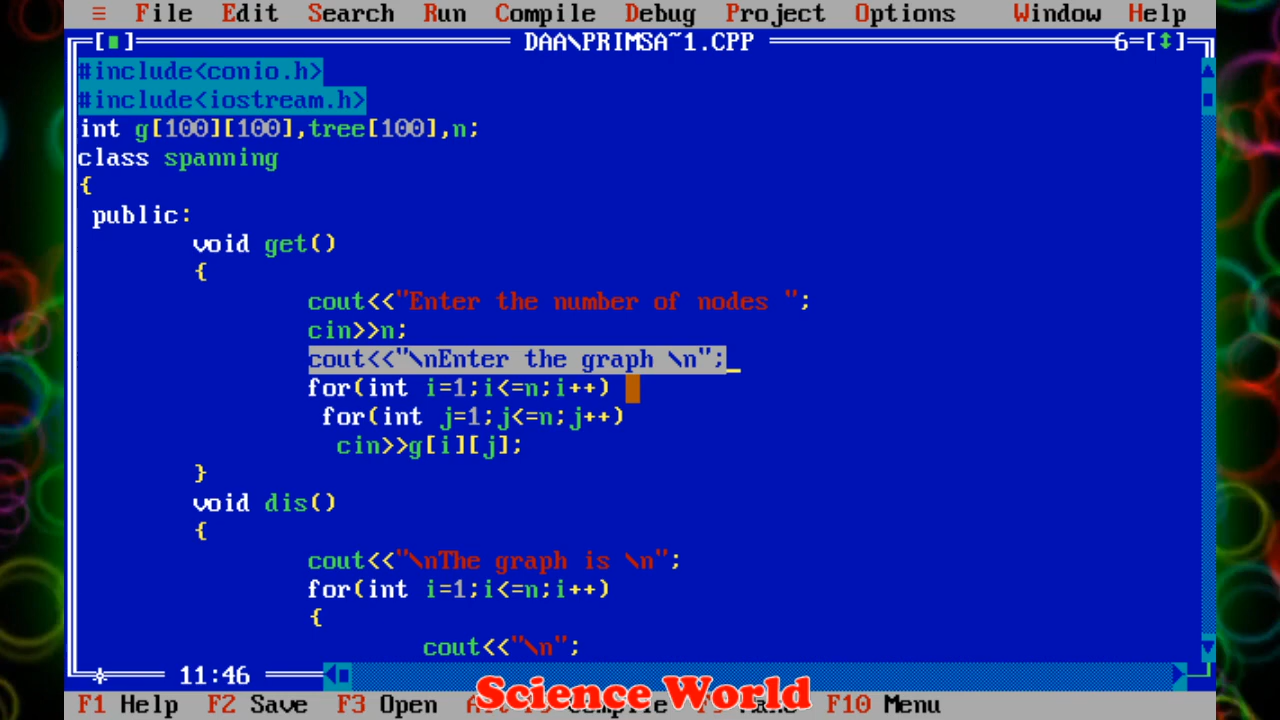 ≡ File Edit Search Run Compile Debug Project Options Window Help
[■] DAA\PRIMSA~1.CPP 6=[↕]
#include<conio.h>
#include<iostream.h>
int g[100][100],tree[100],n;
class spanning
{
public:
void get()
{
cout<<"Enter the number of nodes ";
cin>>n;
cout<<"\nEnter the graph \n";
for(int i=1;i<=n;i++)
for(int j=1;j<=n;j++)
cin>>g[i][j];
}
void dis()
{
cout<<"\nThe graph is \n";
for(int i=1;i<=n;i++)
{
cout<<"\n";
11:46
F1 Help F2 Save F3 Open Compile F10 Menu
Science World